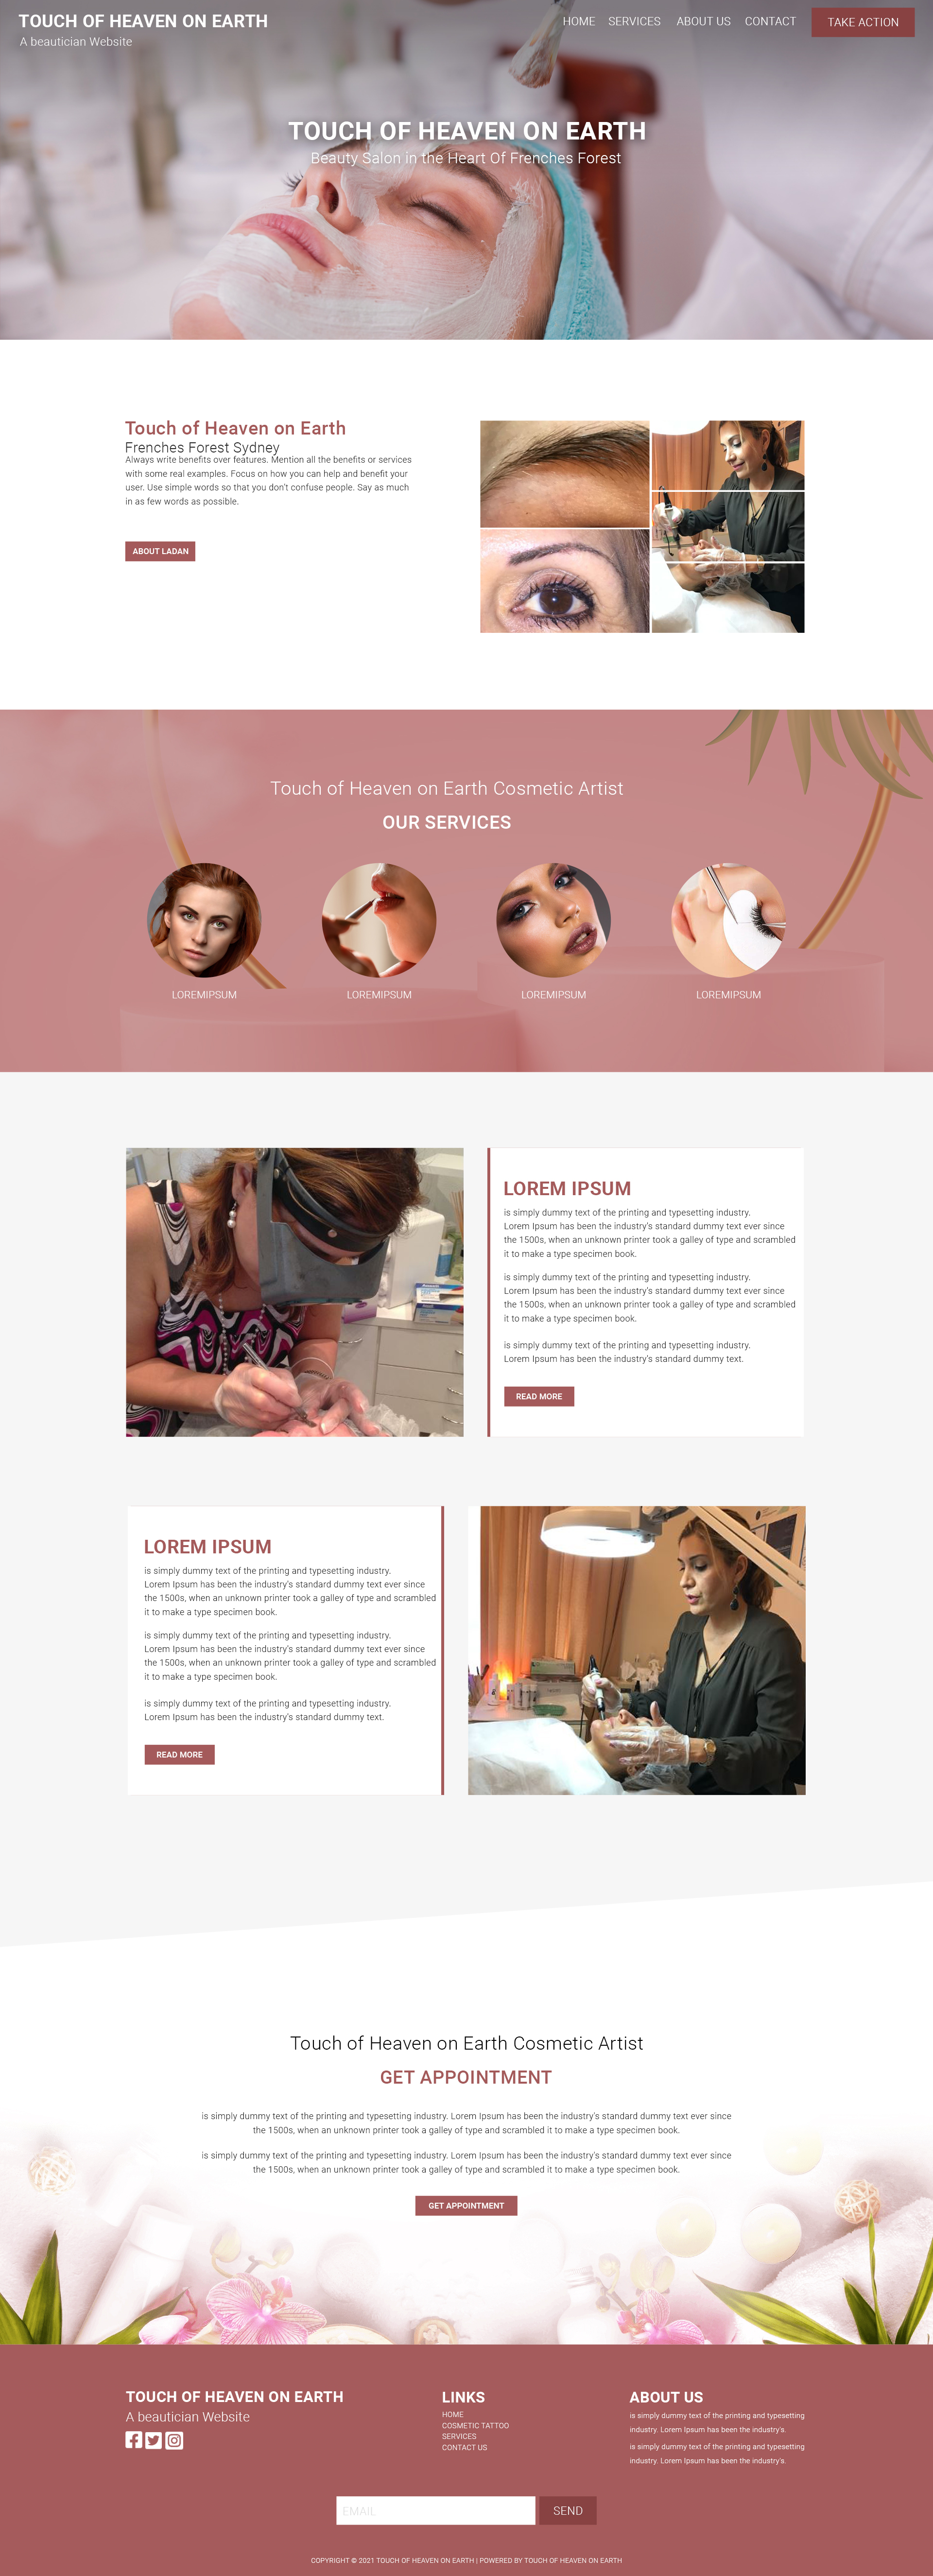 TOUCH OF HEAVEN ON EARTH
A beautician Website
HOME SERVICES ABOUT US CONTACT TAKE ACTION
TOUCH OF HEAVEN ON EARTH
Beauty Salon in the Heart Of Frenches Forest
Touch of Heaven on Earth
Frenches Forest Sydney
Always write benefits over features. Mention all the benefits or services
with some real examples. Focus on how you can help and benefit your
user. Use simple words so that you don't confuse people. Say as much
in as few words as possible.
ABOUT LADAN
Touch of Heaven on Earth Cosmetic Artist
OUR SERVICES
LOREMIPSUM LOREMIPSUM LOREMIPSUM LOREMIPSUM
LOREM IPSUM
is simply dummy text of the printing and typesetting industry.
Lorem Ipsum has been the industry's standard dummy text ever since
the 1500s, when an unknown printer took a galley of type and scrambled
it to make a type specimen book.
is simply dummy text of the printing and typesetting industry.
Lorem Ipsum has been the industry's standard dummy text ever since
the 1500s, when an unknown printer took a galley of type and scrambled
it to make a type specimen book.
is simply dummy text of the printing and typesetting industry.
Lorem Ipsum has been the industry's standard dummy text.
READ MORE
LOREM IPSUM
is simply dummy text of the printing and typesetting industry.
Lorem Ipsum has been the industry's standard dummy text ever since
the 1500s, when an unknown printer took a galley of type and scrambled
it to make a type specimen book.
is simply dummy text of the printing and typesetting industry.
Lorem Ipsum has been the industry's standard dummy text ever since
the 1500s, when an unknown printer took a galley of type and scrambled
it to make a type specimen book.
is simply dummy text of the printing and typesetting industry.
Lorem Ipsum has been the industry's standard dummy text.
READ MORE
Touch of Heaven on Earth Cosmetic Artist
GET APPOINTMENT
is simply dummy text of the printing and typesetting industry. Lorem Ipsum has been the industry's standard dummy text ever since
the 1500s, when an unknown printer took a galley of type and scrambled it to make a type specimen book.
is simply dummy text of the printing and typesetting industry. Lorem Ipsum has been the industry's standard dummy text ever since
the 1500s, when an unknown printer took a galley of type and scrambled it to make a type specimen book.
GET APPOINTMENT
TOUCH OF HEAVEN ON EARTH
A beautician Website
LINKS
HOME
COSMETIC TATTOO
SERVICES
CONTACT US
ABOUT US
is simply dummy text of the printing and typesetting
industry. Lorem Ipsum has been the industry's.
is simply dummy text of the printing and typesetting
industry. Lorem Ipsum has been the industry's.
EMAIL SEND
COPYRIGHT © 2021 TOUCH OF HEAVEN ON EARTH | POWERED BY TOUCH OF HEAVEN ON EARTH